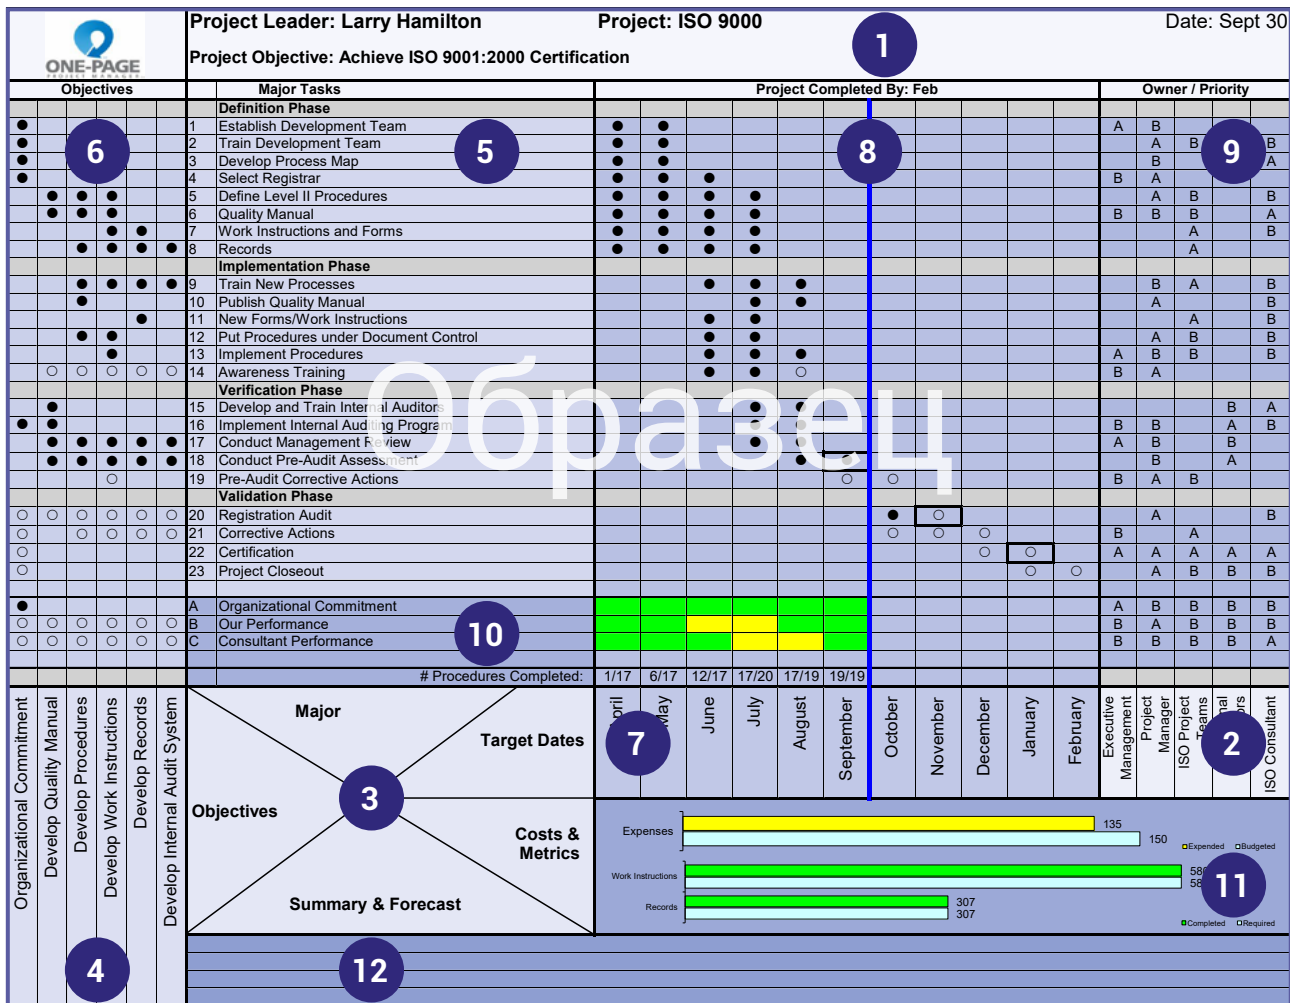 Project Leader: Larry Hamilton Project: ISO 9000 Date: Sept 30
Project Objective: Achieve ISO 9001:2000 Certification
ONE-PAGE
PROJECT MANAGER
1
Objectives Major Tasks Project Completed By: Feb Owner / Priority
Definition Phase
1 Establish Development Team A B
2 Train Development Team A B B
3 Develop Process Map B A
4 Select Registrar B A
5 Define Level II Procedures A B B
6 Quality Manual B B B A
7 Work Instructions and Forms A B
8 Records A
6
5
8
9
Implementation Phase
9 Train New Processes B A B
10 Publish Quality Manual A B
11 New Forms/Work Instructions A B
12 Put Procedures under Document Control A B B
13 Implement Procedures A B B B
14 Awareness Training B A
Образец
Verification Phase
15 Develop and Train Internal Auditors B A
16 Implement Internal Auditing Program B B A B
17 Conduct Management Review A B B
18 Conduct Pre-Audit Assessment B A
19 Pre-Audit Corrective Actions B A B
Validation Phase
20 Registration Audit A B
21 Corrective Actions B A
22 Certification A A A A A
23 Project Closeout A B B B
A Organizational Commitment A B B B B
B Our Performance B A B B B
C Consultant Performance B B B B A
10
# Procedures Completed: 1/17 6/17 12/17 17/20 17/19 19/19
Organizational Commitment
Develop Quality Manual
Develop Procedures
Develop Work Instructions
Develop Records
Develop Internal Audit System
4
Major
Target Dates
Objectives
3
Costs &
Metrics
Summary & Forecast
June
July
August
September
October
November
December
January
February
7
Executive
Management
Project
Manager
ISO Project
Teams
ISO Consultant
2
Expenses 135
150
Expended Budgeted
Work Instructions
Records 307
307
Completed Required
11
12